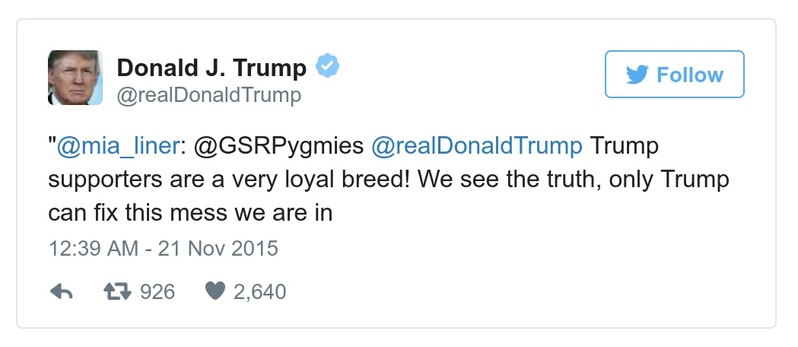 Donald J. Trump
@realDonaldTrump
Follow
"@mia_liner: @GSRPygmies @realDonaldTrump Trump
supporters are a very loyal breed! We see the truth, only Trump
can fix this mess we are in
12:39 AM - 21 Nov 2015
926 2,640